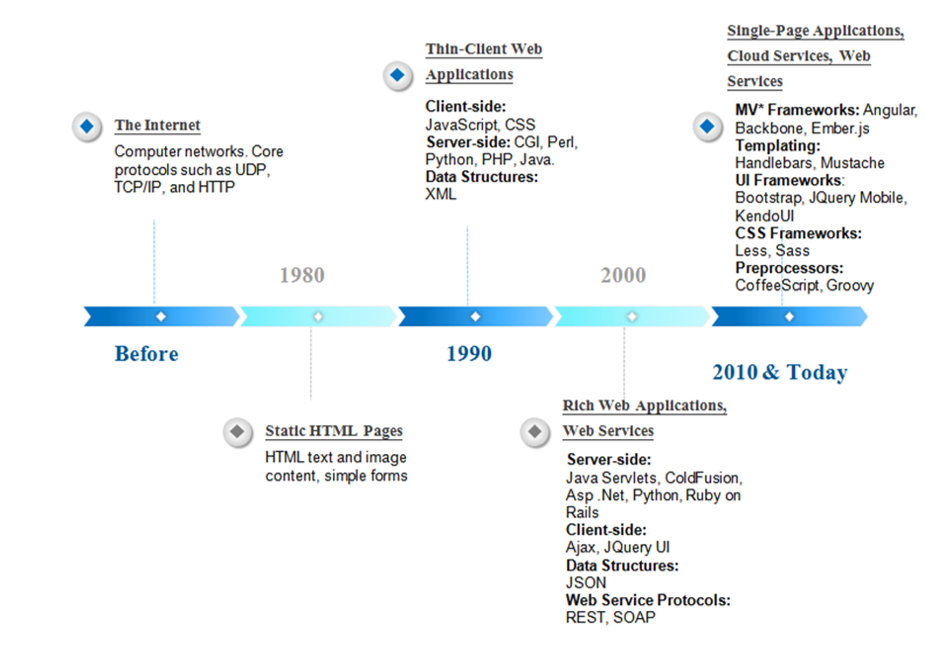 The Internet
Computer networks. Core
protocols such as UDP,
TCP/IP, and HTTP
Before
1980
Static HTML Pages
HTML text and image
content, simple forms
Thin-Client Web
Applications
Client-side:
JavaScript, CSS
Server-side: CGI, Perl,
Python, PHP, Java.
Data Structures:
XML
1990
2000
Rich Web Applications,
Web Services
Server-side:
Java Servlets, ColdFusion,
Asp .Net, Python, Ruby on
Rails
Client-side:
Ajax, JQuery UI
Data Structures:
JSON
Web Service Protocols:
REST, SOAP
Single-Page Applications,
Cloud Services, Web
Services
MV* Frameworks: Angular,
Backbone, Ember.js
Templating:
Handlebars, Mustache
UI Frameworks:
Bootstrap, JQuery Mobile,
KendoUI
CSS Frameworks:
Less, Sass
Preprocessors:
CoffeeScript, Groovy
2010 & Today